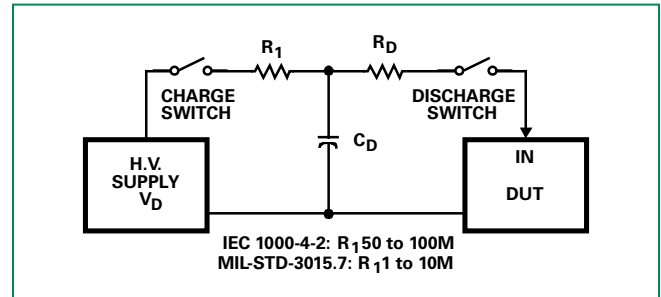 R1
RD
CHARGE
SWITCH
DISCHARGE
SWITCH
CD
H.V.
SUPPLY
VD
IN
DUT
IEC 1000-4-2: R1 50 to 100M
MIL-STD-3015.7: R1 1 to 10M